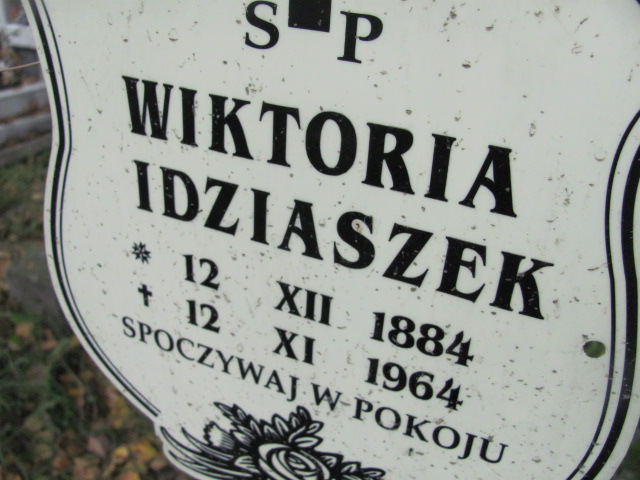 S P
WIKTORIA
IDZIASZEK
* 12 XII 1884
† 12 XI 1964
SPOCZYWAJ W POKOJU